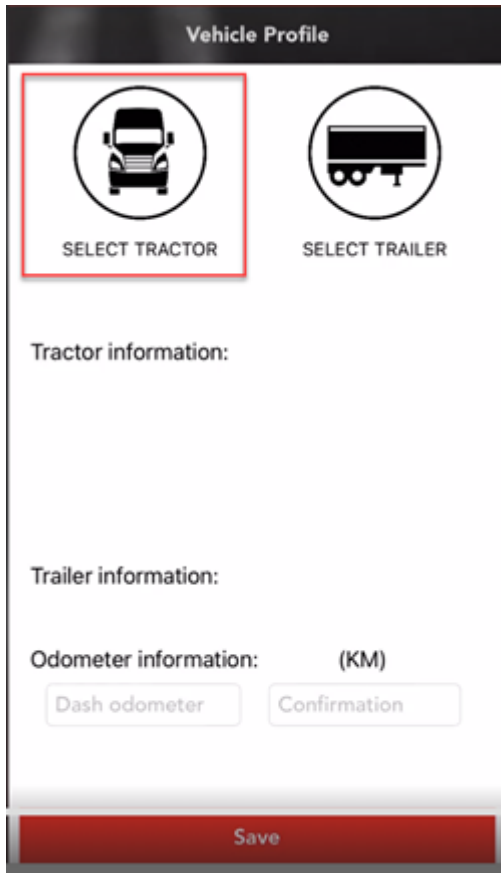 Vehicle Profile
SELECT TRACTOR
SELECT TRAILER
Tractor information:
Trailer information:
Odometer information: (KM)
Dash odometer
Confirmation
Save